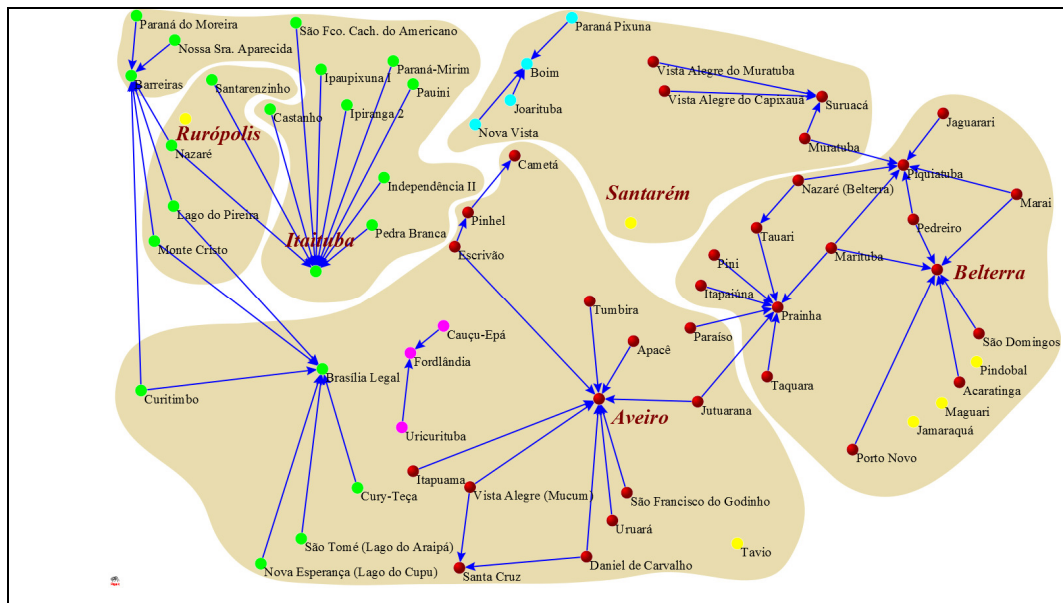 Paraná do Moreira
São Fco. Cach. do Americano
Paraná Pixuna
Nossa Sra. Aparecida
Paraná-Mirim
Boim
Vista Alegre do Muratuba
Ipaupixuna 1
Barreiras
Santarenzinho
Pauini
Vista Alegre do Capixauã
Joarituba
Suruacá
Castanho
Ipiranga 2
Jaguarari
Rurópolis
Nova Vista
Muratuba
Nazaré
Cametá
Piquiatuba
Independência II
Santarém
Nazaré (Belterra)
Marai
Lago do Pireira
Pinhel
Pedreiro
Pedra Branca
Tauari
Itaituba
Monte Cristo
Escrivão
Marituba
Pini
Belterra
Itapaiúna
Tumbira
Prainha
Cauçu-Epá
Paraíso
São Domingos
Fordlândia
Apacê
Pindobal
Brasília Legal
Taquara
Acaratinga
Curitimbo
Aveiro
Jutuarana
Maguari
Uricurituba
Jamaraquá
Itapuama
Porto Novo
Cury-Teça
Vista Alegre (Mucum)
São Francisco do Godinho
Uruará
São Tomé (Lago do Araipá)
Tavio
Nova Esperança (Lago do Cupu)
Santa Cruz
Daniel de Carvalho